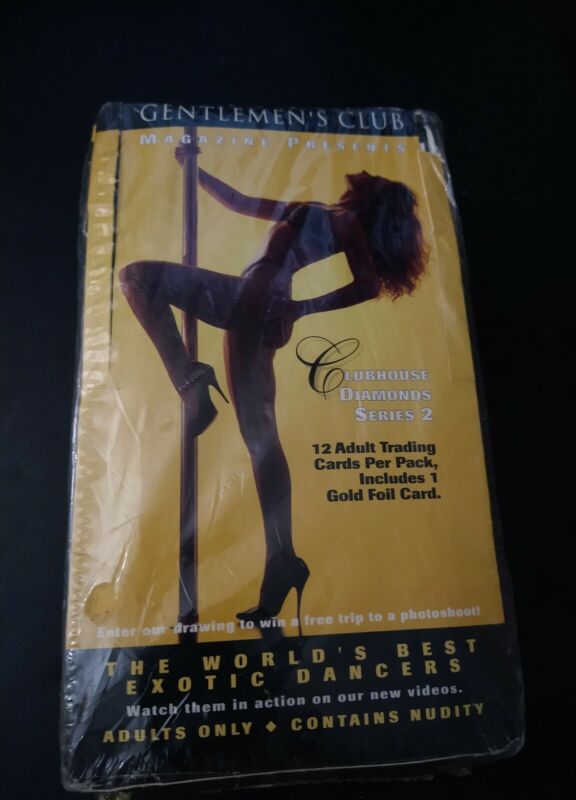 GENTLEMEN'S CLUB
MAGAZINE PRESENTS
CLUBHOUSE
DIAMONDS
SERIES 2
12 Adult Trading
Cards Per Pack,
Includes 1
Gold Foil Card.
Enter our drawing to win a free trip to a photoshoot!
THE WORLD'S BEST
EXOTIC DANCERS
Watch them in action on our new videos.
ADULTS ONLY ◆ CONTAINS NUDITY